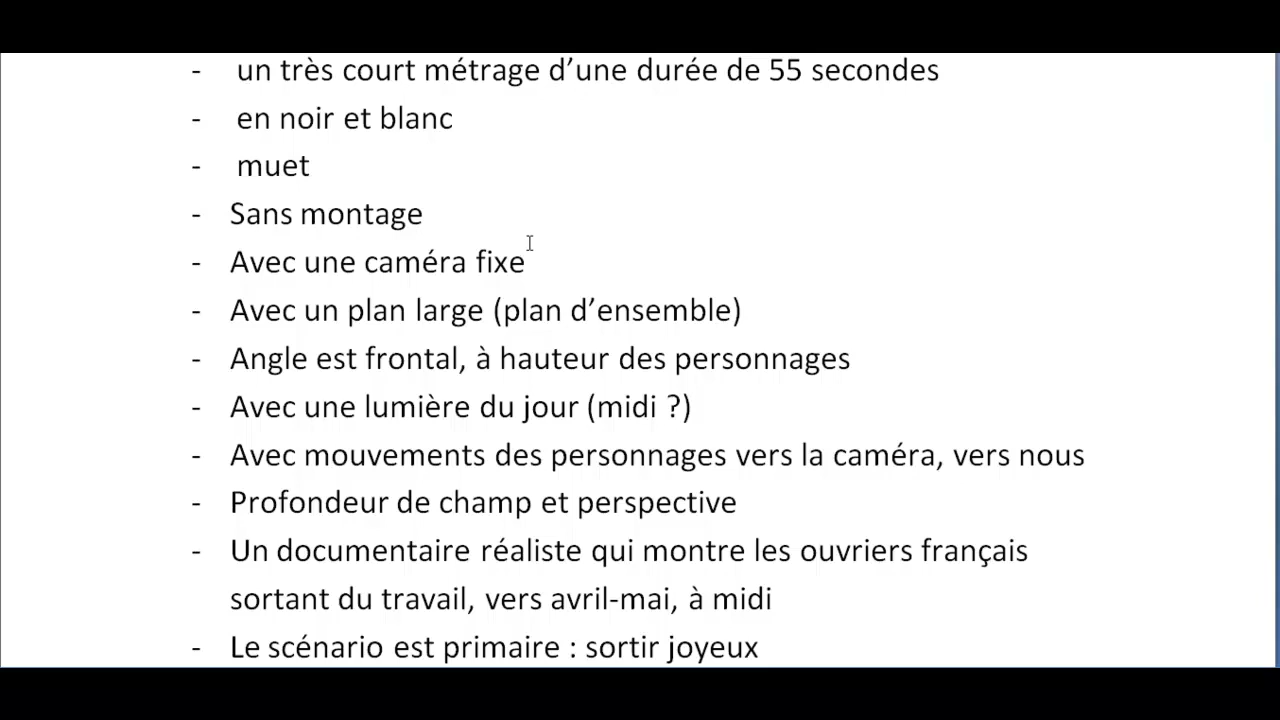 - un très court métrage d’une durée de 55 secondes
- en noir et blanc
- muet
- Sans montage
- Avec une caméra fixe
- Avec un plan large (plan d’ensemble)
- Angle est frontal, à hauteur des personnages
- Avec une lumière du jour (midi ?)
- Avec mouvements des personnages vers la caméra, vers nous
- Profondeur de champ et perspective
- Un documentaire réaliste qui montre les ouvriers français
sortant du travail, vers avril-mai, à midi
- Le scénario est primaire : sortir joyeux